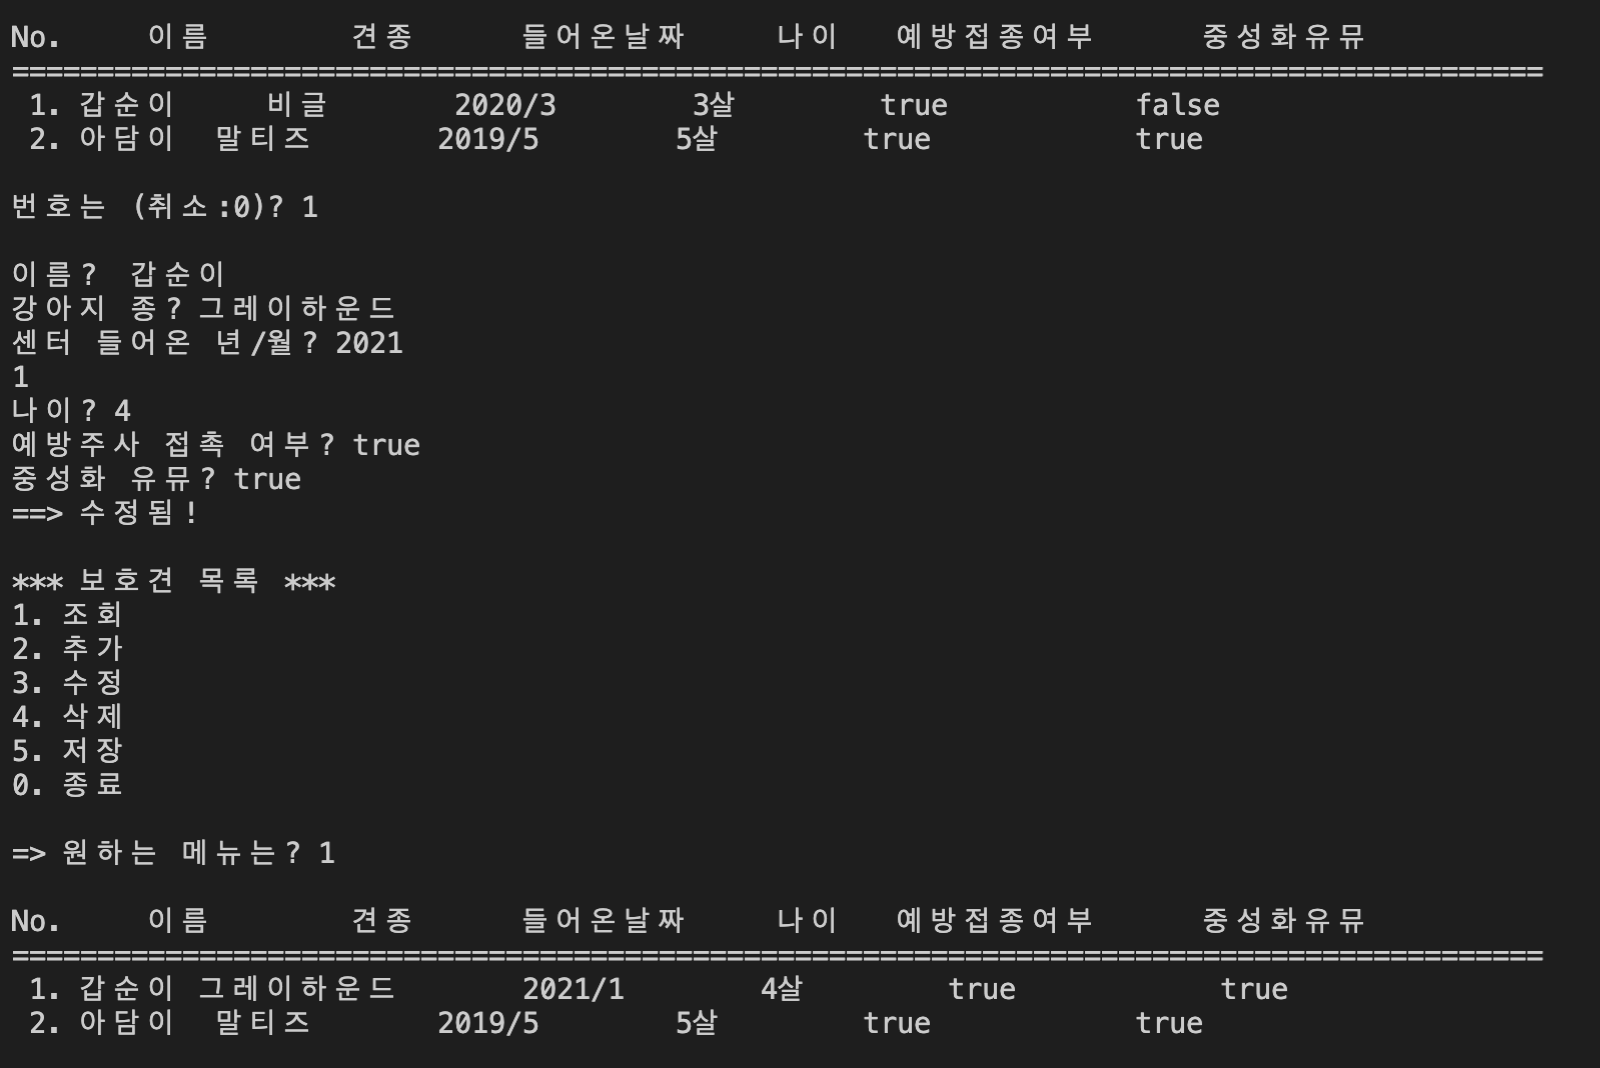 No. 이름 견종 들어온날짜 나이 예방접종여부 중성화유뮤
==========================================================================================
1. 갑순이 비글 2020/3 3살 true false
2. 아담이 말티즈 2019/5 5살 true true
번호는 (취소:0)? 1
이름? 갑순이
강아지 종? 그레이하운드
센터 들어온 년/월? 2021
1
나이? 4
예방주사 접촉 여부? true
중성화 유뮤? true
==> 수정됨!
*** 보호견 목록 ***
1. 조회
2. 추가
3. 수정
4. 삭제
5. 저장
0. 종료
=> 원하는 메뉴는? 1
No. 이름 견종 들어온날짜 나이 예방접종여부 중성화유뮤
==========================================================================================
1. 갑순이 그레이하운드 2021/1 4살 true true
2. 아담이 말티즈 2019/5 5살 true true